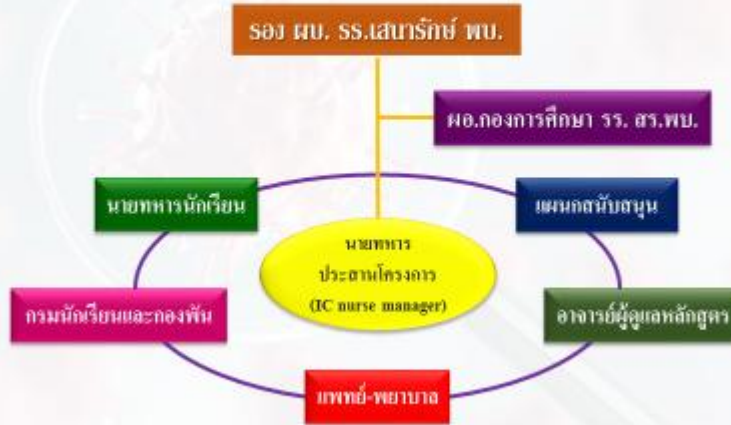 รอง ผบ. รร.เสนารักษ์ พบ.
ผอ.กองการศึกษา รร. สร.พบ.
นายทหารนักเรียน
แผนกสนับสนุน
นายทหาร
ประสานโครงการ
(IC nurse manager)
กรมนักเรียนและกองพัน
อาจารย์ผู้ดูแลหลักสูตร
แพทย์-พยาบาล